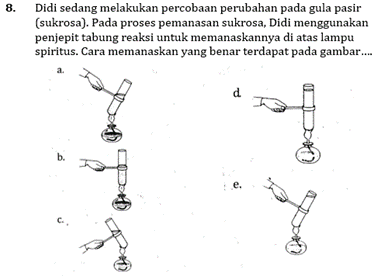 8. Didi sedang melakukan percobaan perubahan pada gula pasir
(sukrosa). Pada proses pemanasan sukrosa, Didi menggunakan
penjepit tabung reaksi untuk memanaskannya di atas lampu
spiritus. Cara memanaskan yang benar terdapat pada gambar....
a.
d.
b.
e.
c.